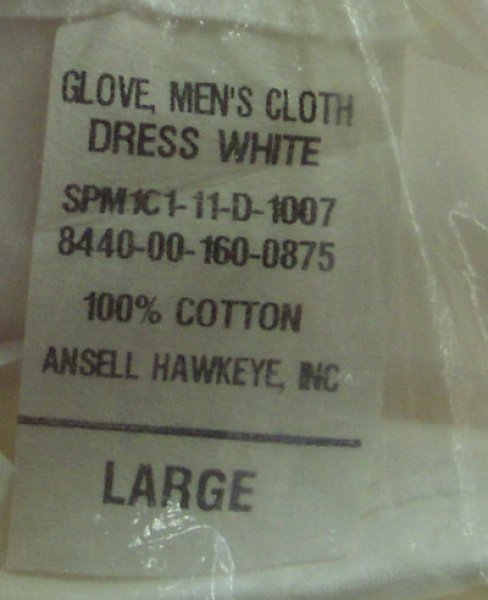 GLOVE, MEN'S CLOTH
DRESS WHITE
SPM1C1-11-D-1007
8440-00-160-0875
100% COTTON
ANSELL HAWKEYE, INC
LARGE